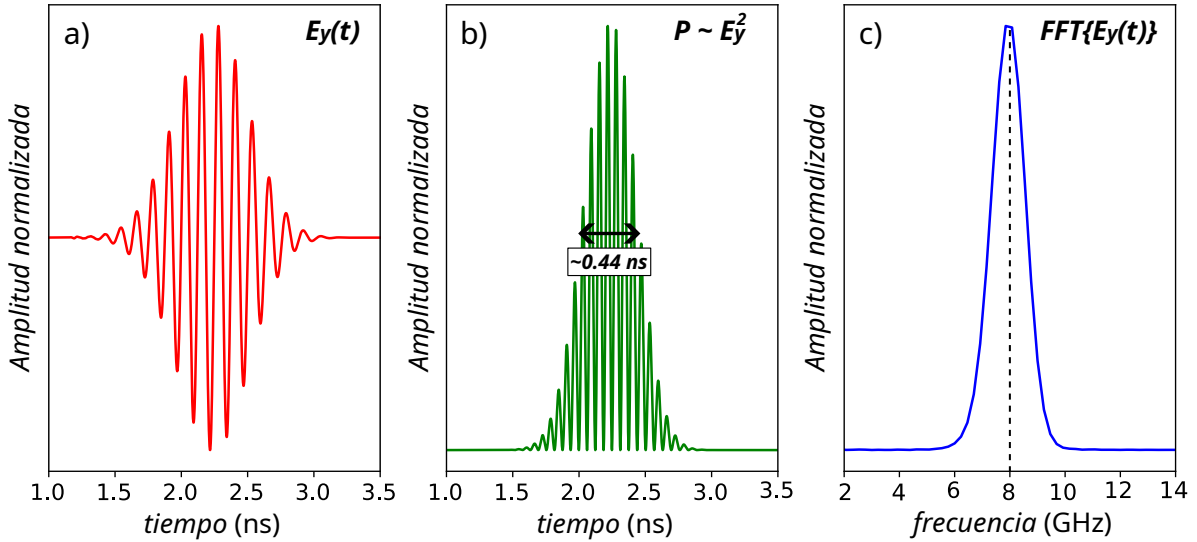 a)
Ey(t)
Amplitud normalizada
1.0 1.5 2.0 2.5 3.0 3.5
tiempo (ns)
b)
P ~ Ey²
Amplitud normalizada
~0.44 ns
1.0 1.5 2.0 2.5 3.0 3.5
tiempo (ns)
c)
FFT{Ey(t)}
Amplitud normalizada
2 4 6 8 10 12 14
frecuencia (GHz)